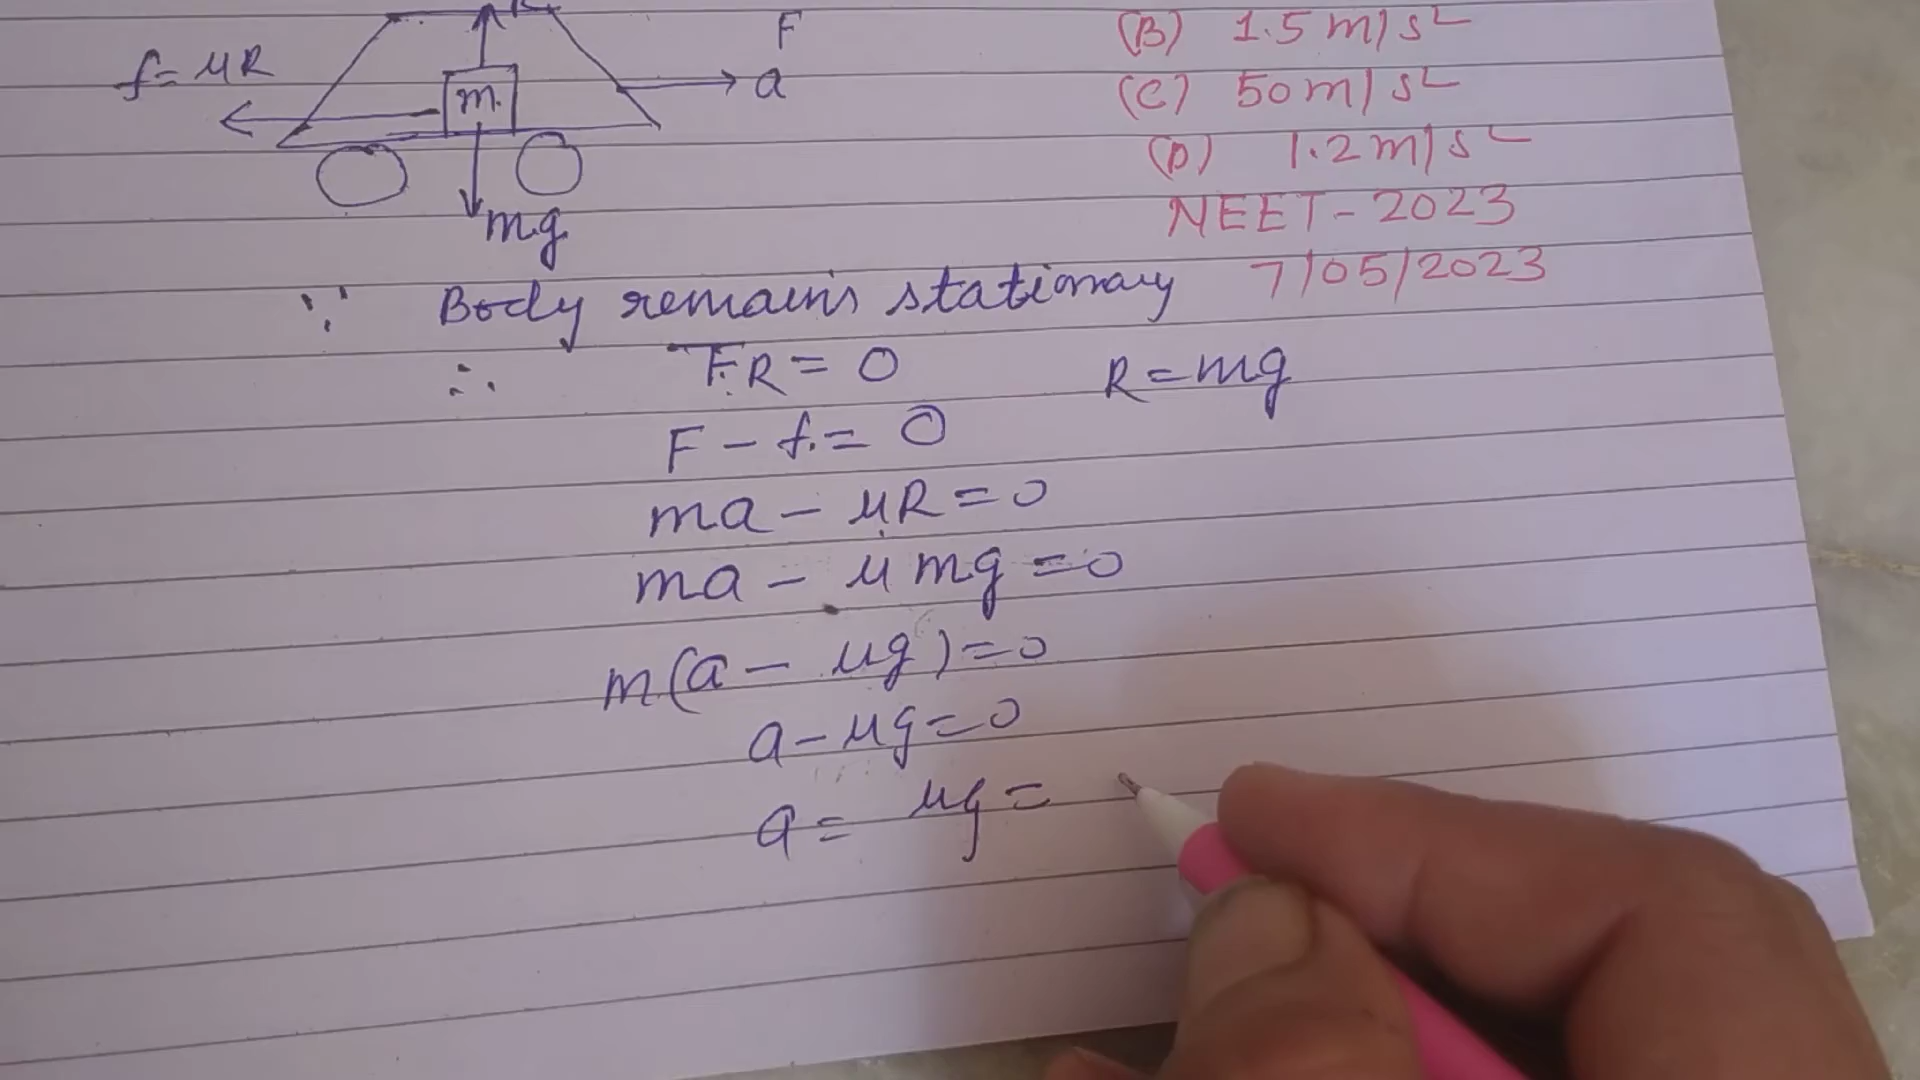 F
(B) 1.5 m/s²
f = μR
m.
a
(C) 50 m/s²
(D) 1.2 m/s²
mg
NEET - 2023
∵ Body remains stationary 7/05/2023
∴ FR = 0 R = mg
F - f = 0
ma - μR = 0
ma - μmg = 0
m(a - μg) = 0
a - μg = 0
a = μg =